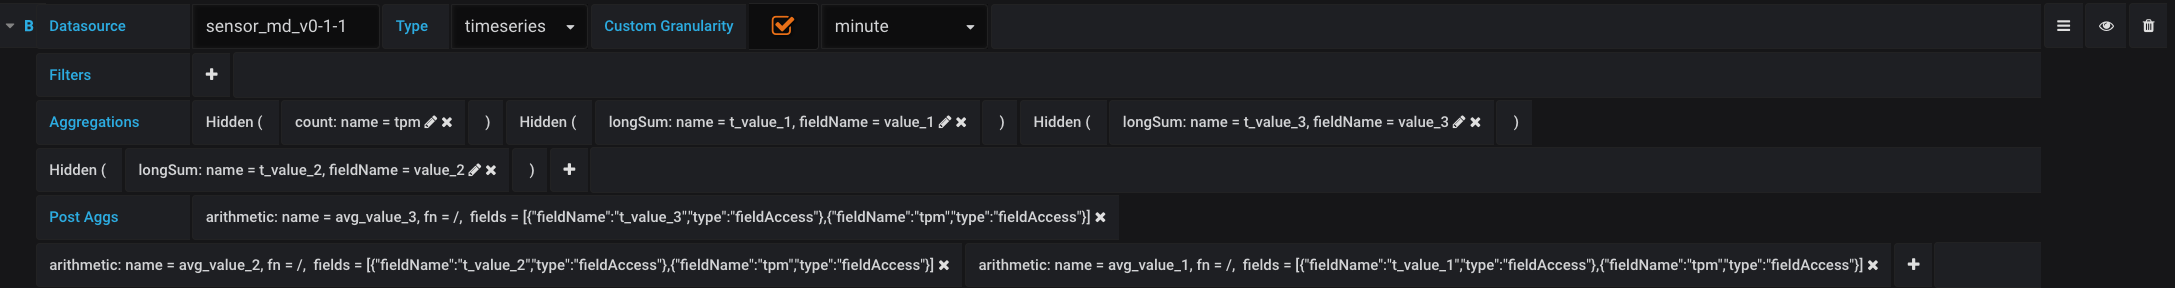 B Datasource sensor_md_v0-1-1 Type timeseries Custom Granularity minute
Filters
Aggregations Hidden ( count: name = tpm ) Hidden ( longSum: name = t_value_1, fieldName = value_1 ) Hidden ( longSum: name = t_value_3, fieldName = value_3 )
Hidden ( longSum: name = t_value_2, fieldName = value_2 )
Post Aggs arithmetic: name = avg_value_3, fn = /, fields = [{"fieldName":"t_value_3","type":"fieldAccess"},{"fieldName":"tpm","type":"fieldAccess"}]
arithmetic: name = avg_value_2, fn = /, fields = [{"fieldName":"t_value_2","type":"fieldAccess"},{"fieldName":"tpm","type":"fieldAccess"}] arithmetic: name = avg_value_1, fn = /, fields = [{"fieldName":"t_value_1","type":"fieldAccess"},{"fieldName":"tpm","type":"fieldAccess"}]